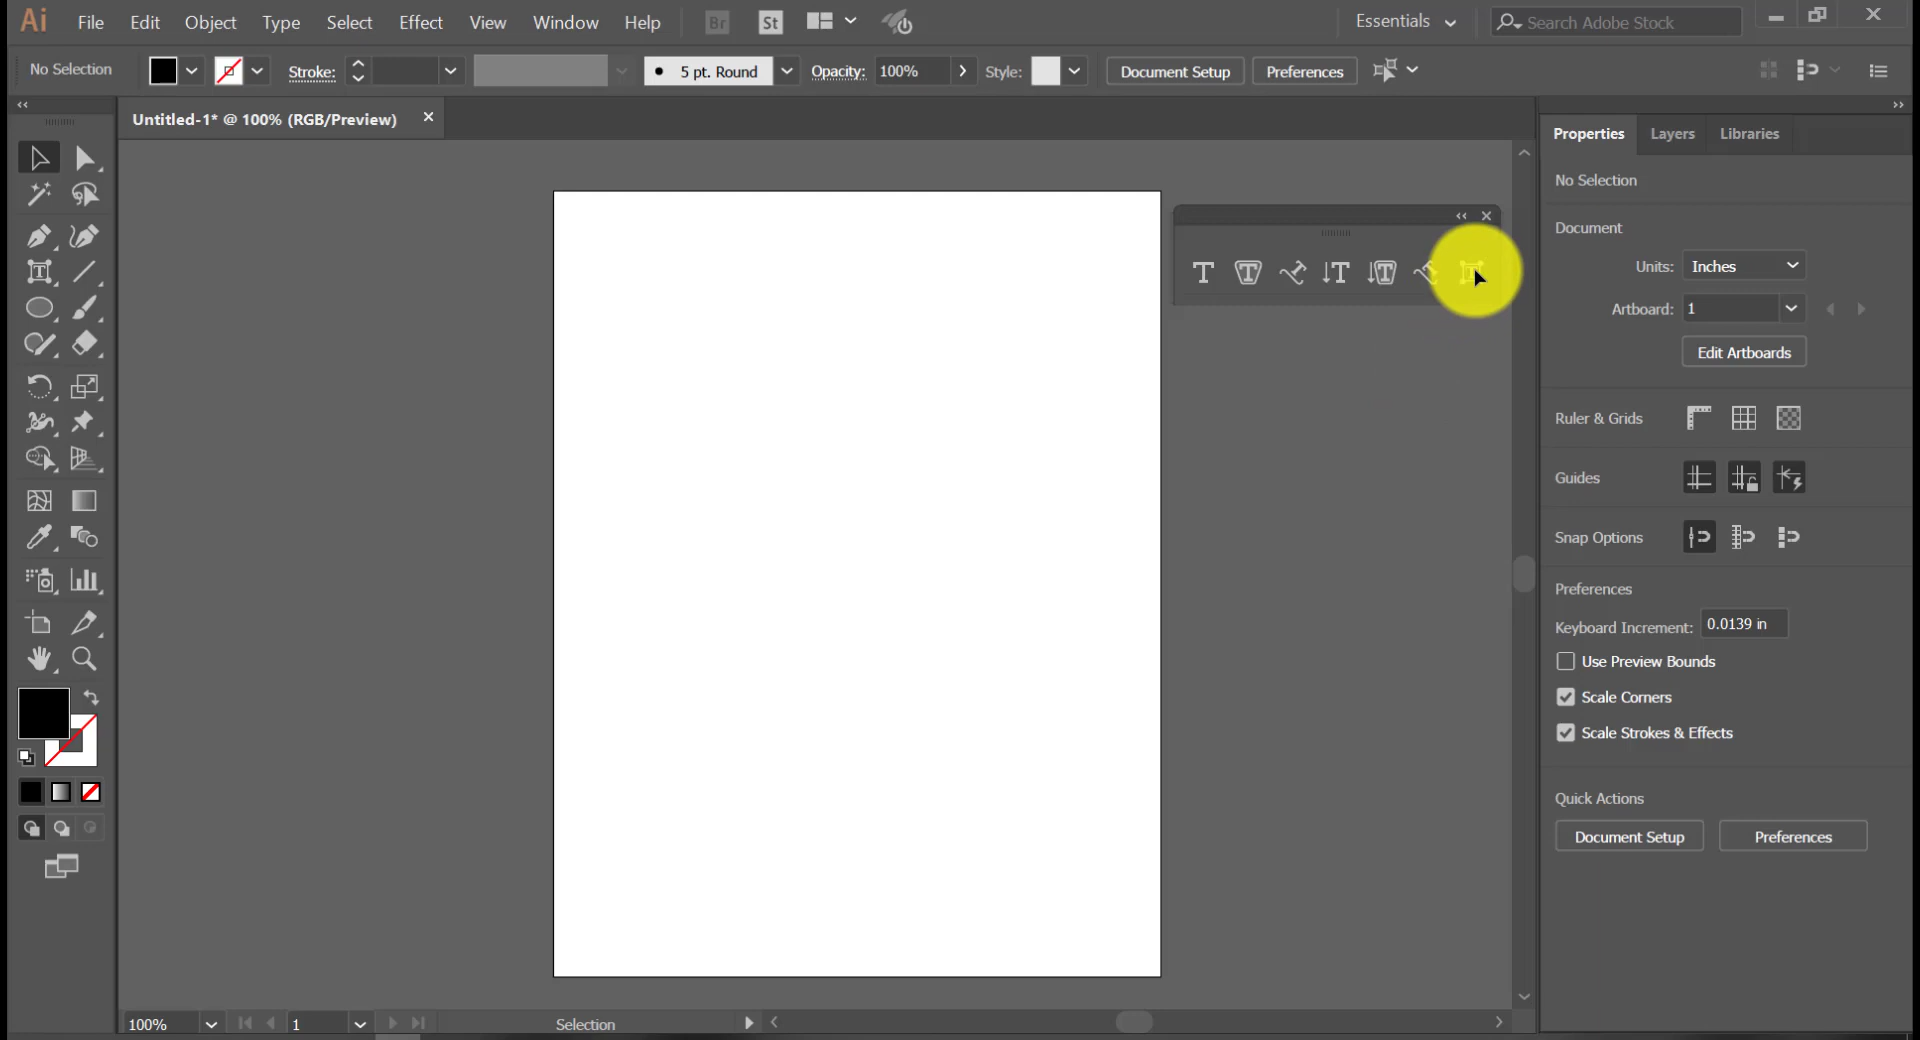 Ai File Edit Object Type Select Effect View Window Help Br St Essentials Search Adobe Stock
No Selection Stroke: 5 pt. Round Opacity: 100% Style: Document Setup Preferences
Untitled-1* @ 100% (RGB/Preview)
Properties Layers Libraries
No Selection
Document
Units: Inches
Artboard: 1
Edit Artboards
Ruler & Grids
Guides
Snap Options
Preferences
Keyboard Increment: 0.0139 in
Use Preview Bounds
Scale Corners
Scale Strokes & Effects
Quick Actions
Document Setup Preferences
100% 1 Selection